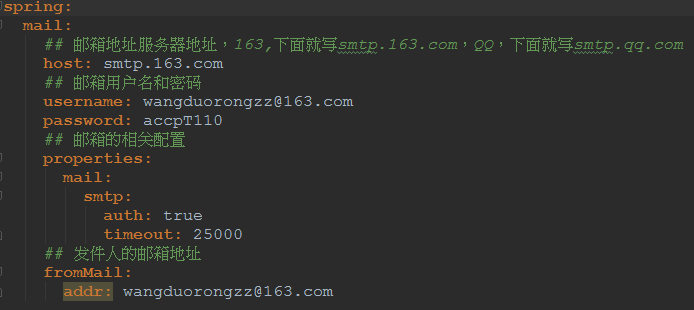 spring:
mail:
## 邮箱地址服务器地址，163,下面就写smtp.163.com，QQ，下面就写smtp.qq.com
host: smtp.163.com
## 邮箱用户名和密码
username: wangduorongzz@163.com
password: accpT110
## 邮箱的相关配置
properties:
mail:
smtp:
auth: true
timeout: 25000
## 发件人的邮箱地址
fromMail:
addr: wangduorongzz@163.com